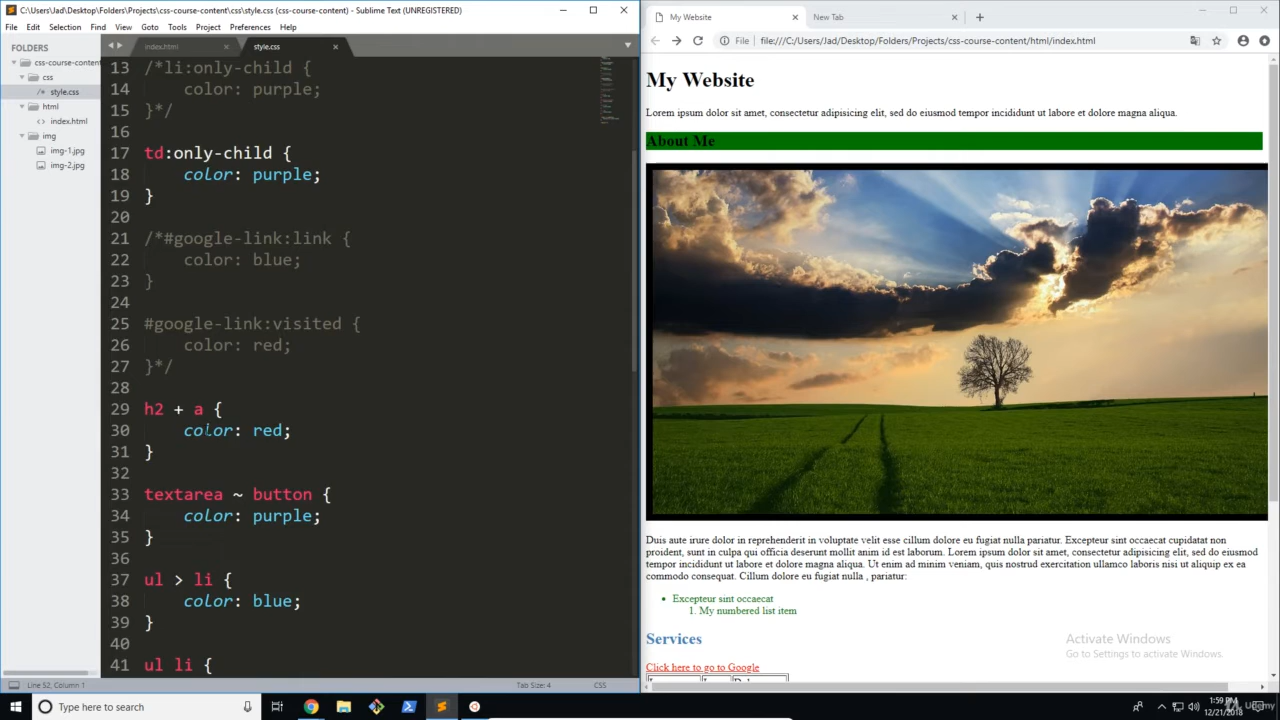 C:\Users\Jad\Desktop\Folders\Projects\css-course-content\css\style.css (css-course-content) - Sublime Text (UNREGISTERED)
File Edit Selection Find View Goto Tools Project Preferences Help
FOLDERS
css-course-content
css
/* style.css
html
<> index.html
img
img-1.jpg
img-2.jpg
index.html
style.css
13 /*li:only-child {
14 color: purple;
15 }*/
16
17 td:only-child {
18 color: purple;
19 }
20
21 /*#google-link:link {
22 color: blue;
23 }
24
25 #google-link:visited {
26 color: red;
27 }*/
28
29 h2 + a {
30 color: red;
31 }
32
33 textarea ~ button {
34 color: purple;
35 }
36
37 ul > li {
38 color: blue;
39 }
40
41 ul li {
Line 52, Column 1
Tab Size: 4
CSS
My Website
New Tab
File
file:///C:/Users/Jad/Desktop/Folders/Projects/css-course-content/html/index.html
My Website
Lorem ipsum dolor sit amet, consectetur adipisicing elit, sed do eiusmod tempor incididunt ut labore et dolore magna aliqua.
About Me
Duis aute irure dolor in reprehenderit in voluptate velit esse cillum dolore eu fugiat nulla pariatur. Excepteur sint occaecat cupidatat non
proident, sunt in culpa qui officia deserunt mollit anim id est laborum. Lorem ipsum dolor sit amet, consectetur adipisicing elit, sed do eiusmod
tempor incididunt ut labore et dolore magna aliqua. Ut enim ad minim veniam, quis nostrud exercitation ullamco laboris nisi ut aliquip ex ea
commodo consequat. Cillum dolore eu fugiat nulla , pariatur:
• Excepteur sint occaecat
1. My numbered list item
Services
Click here to go to Google
Activate Windows
Go to Settings to activate Windows.
Type here to search
1:59 PM
12/21/2018
Udemy